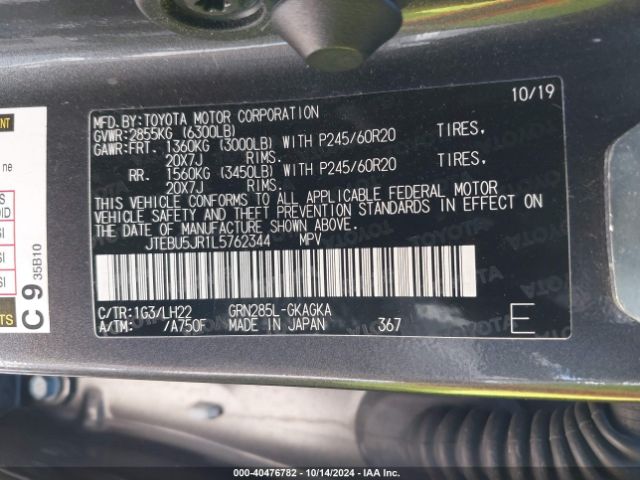 10/19
MFD.BY:TOYOTA MOTOR CORPORATION
GVWR:2855KG (6300LB)
GAWR:FRT. 1360KG (3000LB) WITH P245/60R20 TIRES,
20X7J RIMS.
RR. 1560KG (3450LB) WITH P245/60R20 TIRES,
20X7J RIMS.
THIS VEHICLE CONFORMS TO ALL APPLICABLE FEDERAL MOTOR
VEHICLE SAFETY AND THEFT PREVENTION STANDARDS IN EFFECT ON
THE DATE OF MANUFACTURE SHOWN ABOVE.
JTEBU5JR1L5762344 MPV
C/TR:1G3/LH22 GRN285L-GKAGKA
A/TM: /A750F MADE IN JAPAN 367 E
C9
35B10
000-40476782 - 10/14/2024 - IAA Inc.